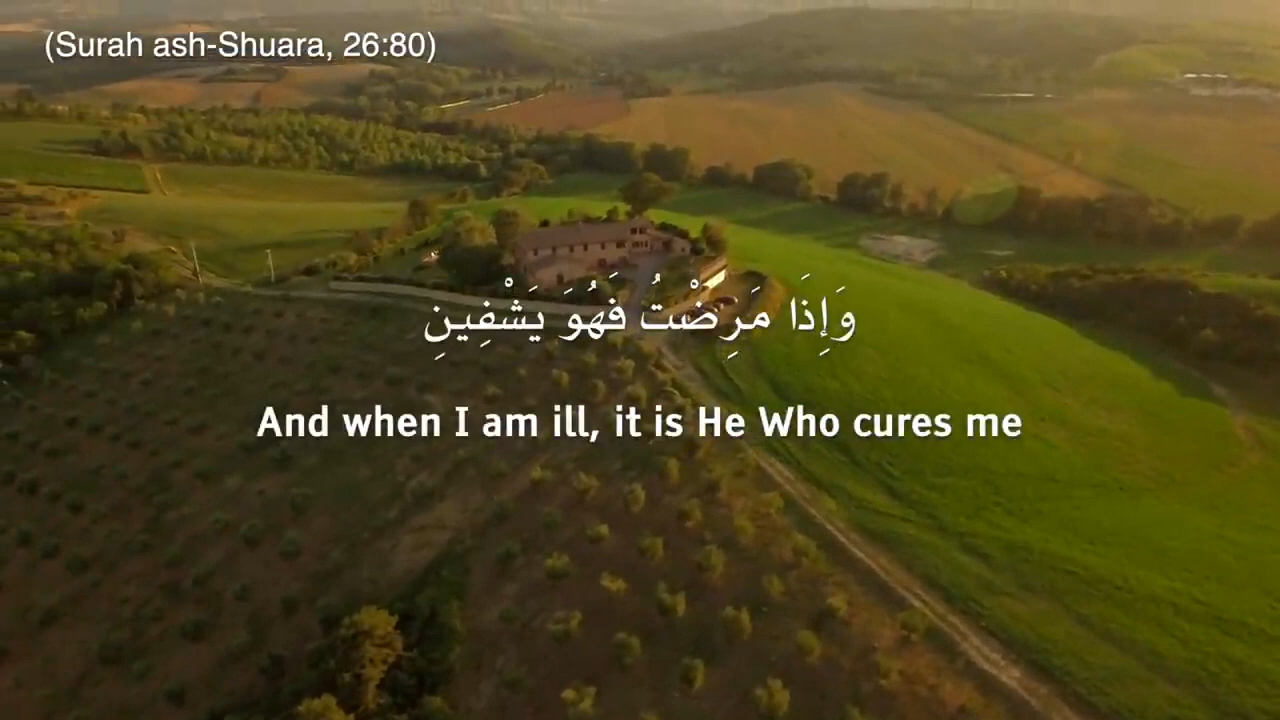 (Surah ash-Shuara, 26:80)
وَإِذَا مَرِضْتُ فَهُوَ يَشْفِينِ
And when I am ill, it is He Who cures me